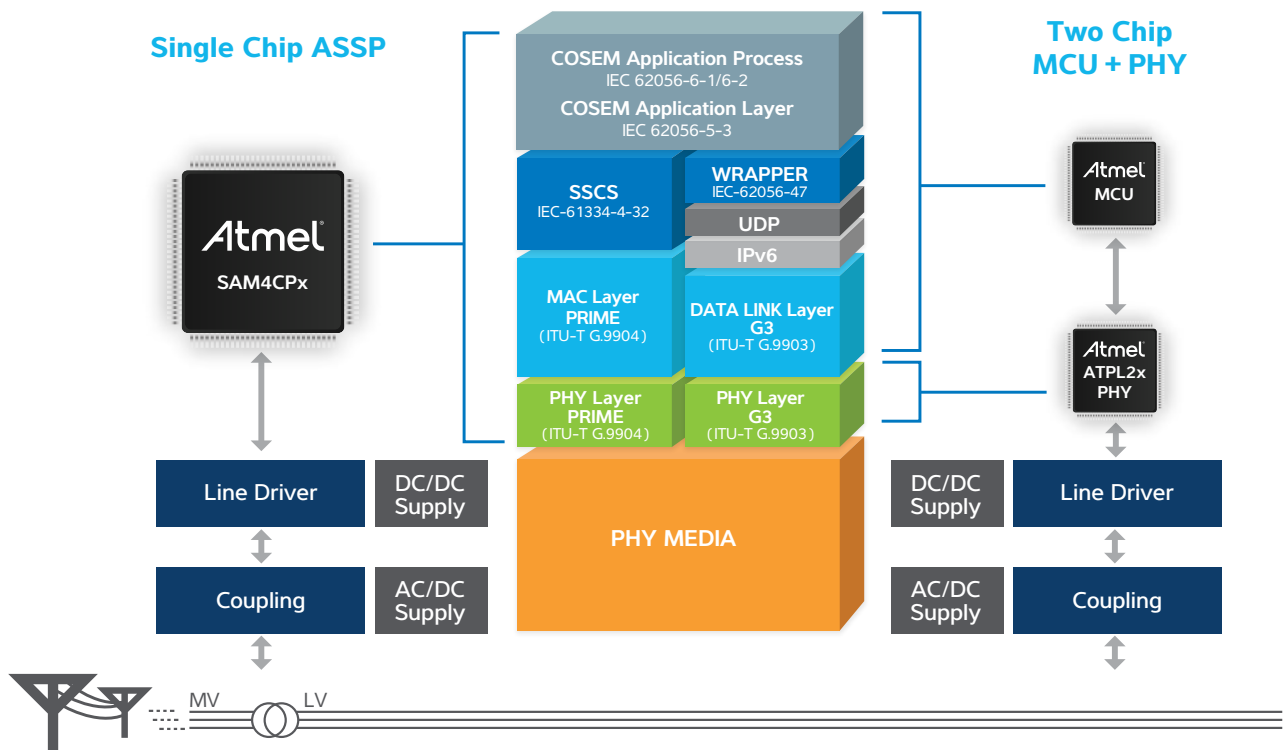 Single Chip ASSP
Atmel
SAM4CPx
Line Driver
DC/DC
Supply
Coupling
AC/DC
Supply
COSEM Application Process
IEC 62056-6-1/6-2
COSEM Application Layer
IEC 62056-5-3
SSCS
IEC-61334-4-32
WRAPPER
IEC-62056-47
UDP
IPv6
MAC Layer
PRIME
(ITU-T G.9904)
DATA LINK Layer
G3
(ITU-T G.9903)
PHY Layer
PRIME
(ITU-T G.9904)
PHY Layer
G3
(ITU-T G.9903)
PHY MEDIA
Two Chip
MCU + PHY
Atmel
MCU
Atmel
ATPL2x
PHY
DC/DC
Supply
Line Driver
AC/DC
Supply
Coupling
MV
LV